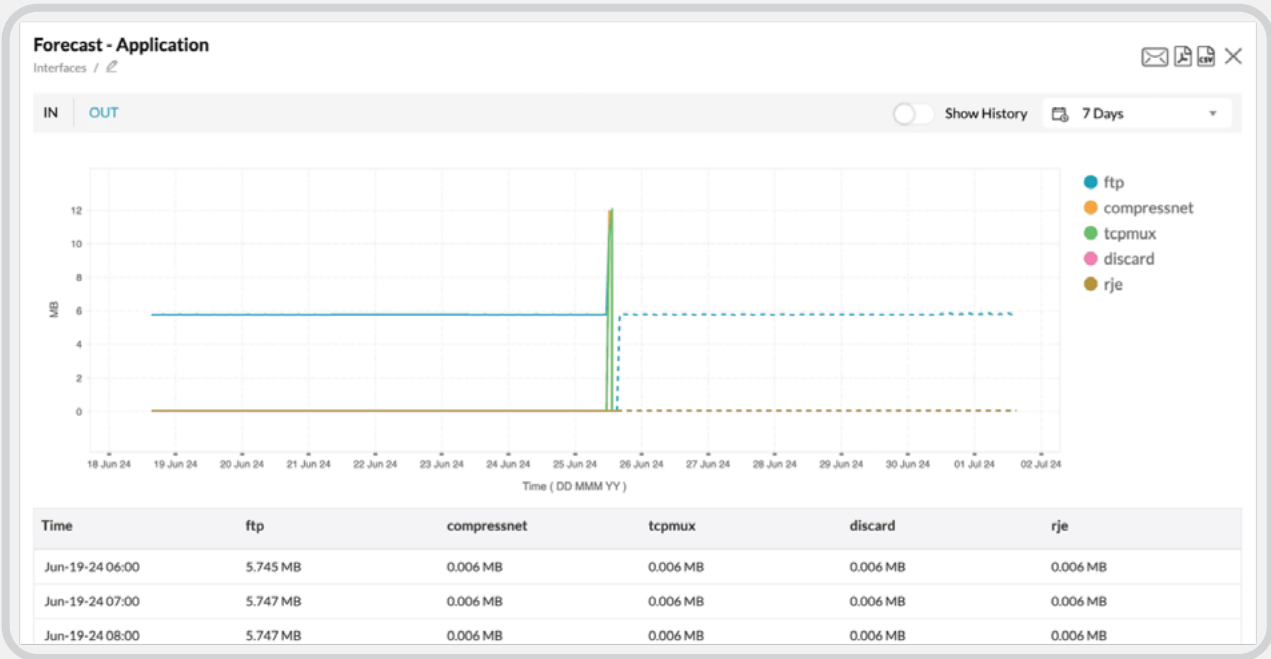 Forecast - Application
Interfaces /
CSV
IN OUT Show History 7 Days
ftp
compressnet
tcpmux
discard
rje
MB
12
10
8
6
4
2
0
18 Jun 24 19 Jun 24 20 Jun 24 21 Jun 24 22 Jun 24 23 Jun 24 24 Jun 24 25 Jun 24 26 Jun 24 27 Jun 24 28 Jun 24 29 Jun 24 30 Jun 24 01 Jul 24 02 Jul 24
Time ( DD MMM YY )
Time ftp compressnet tcpmux discard rje
Jun-19-24 06:00 5.745 MB 0.006 MB 0.006 MB 0.006 MB 0.006 MB
Jun-19-24 07:00 5.747 MB 0.006 MB 0.006 MB 0.006 MB 0.006 MB
Jun-19-24 08:00 5.747 MB 0.006 MB 0.006 MB 0.006 MB 0.006 MB